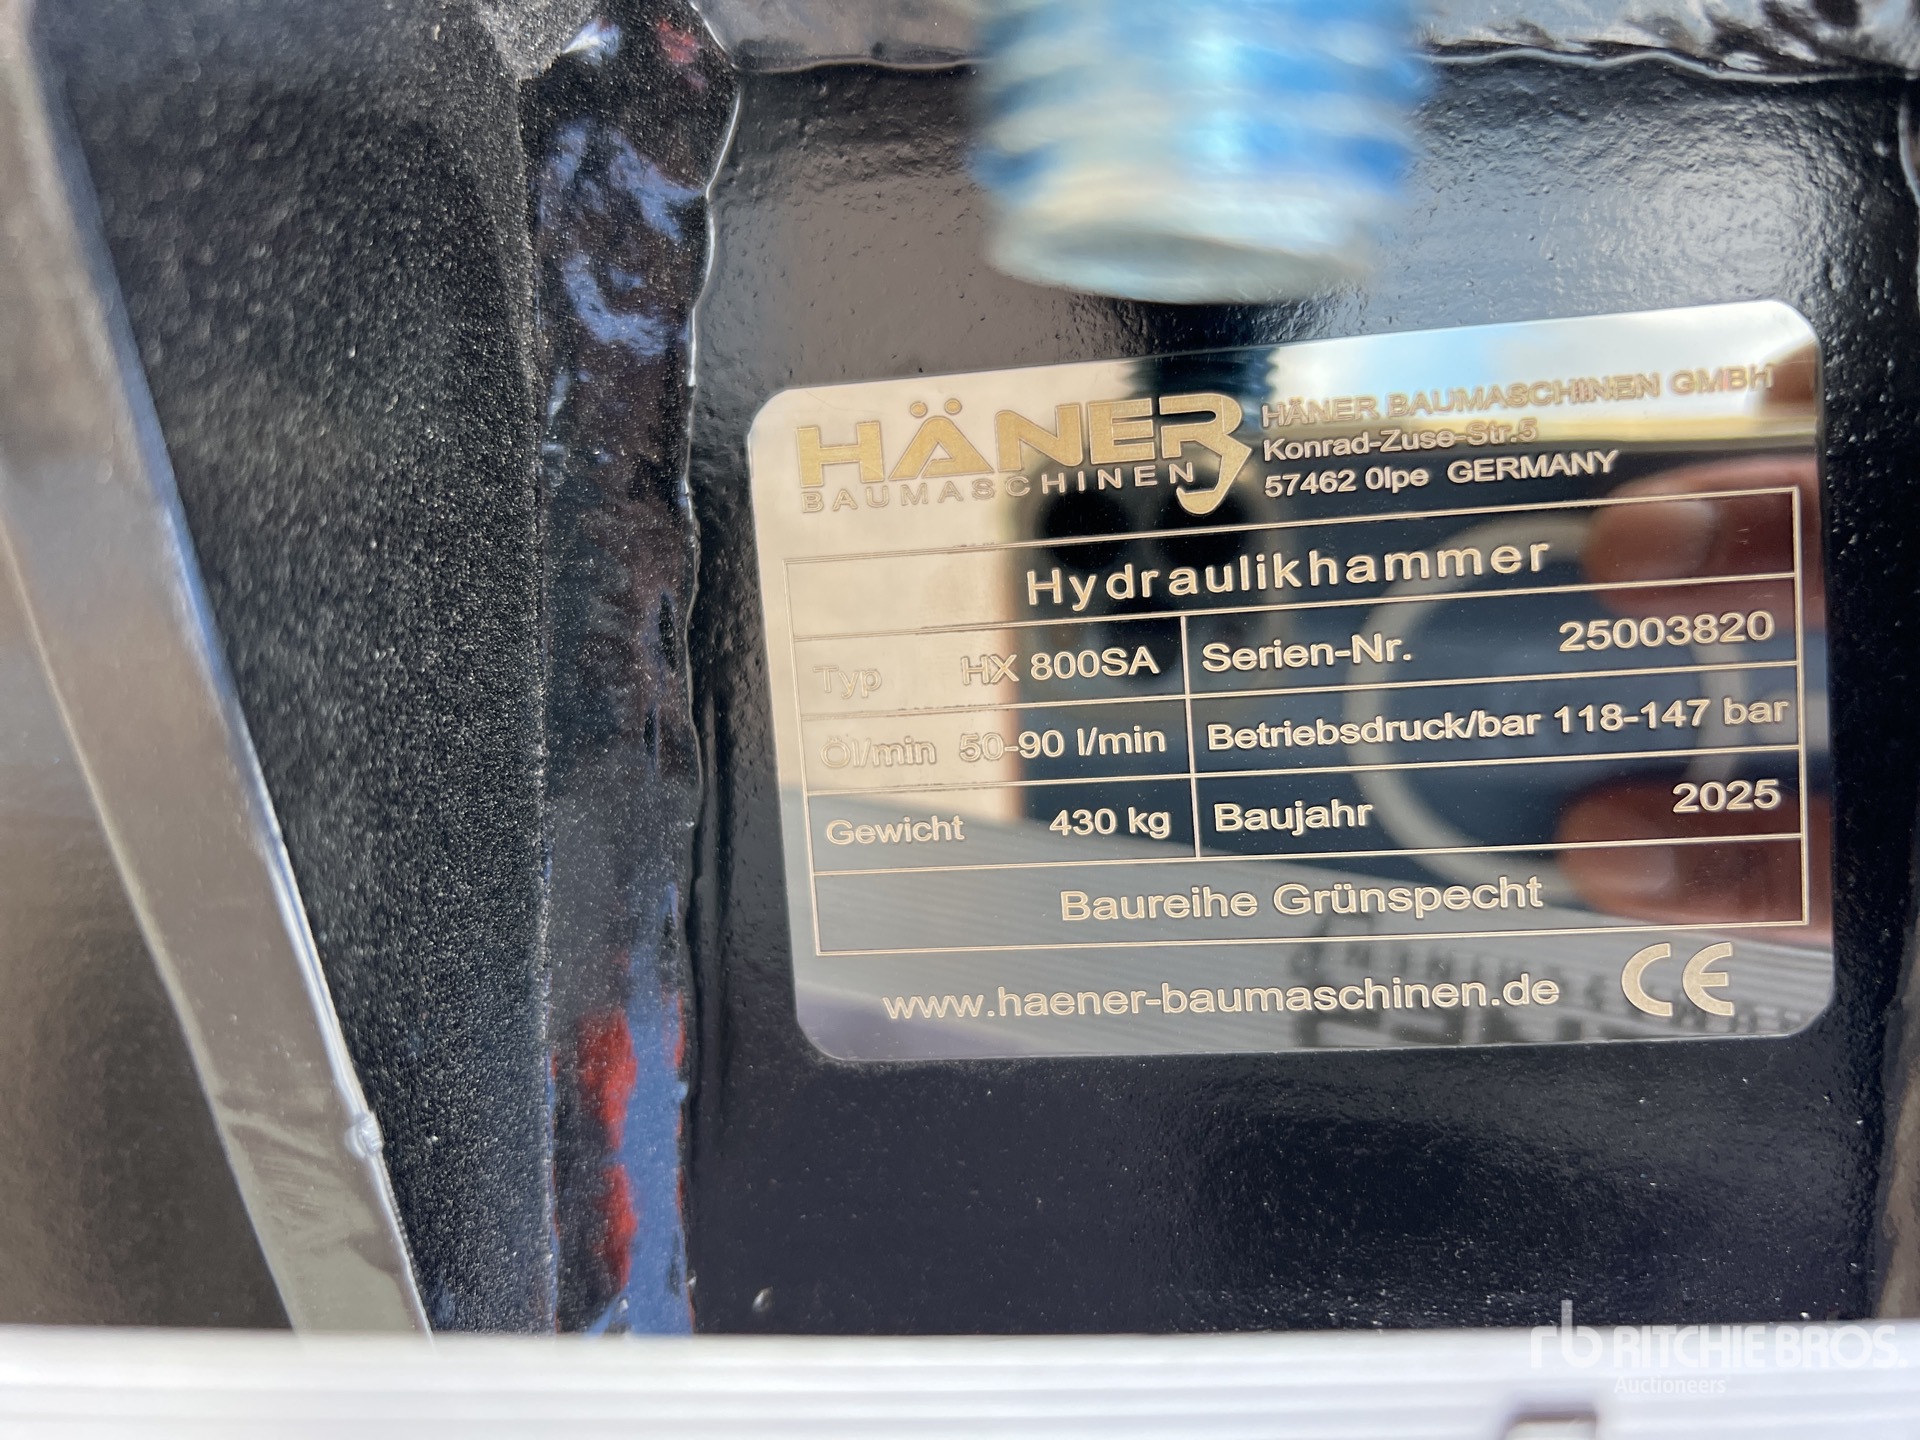 HÄNER
BAUMASCHINEN
HÄNER BAUMASCHINEN GMBH
Konrad-Zuse-Str.5
57462 Olpe GERMANY
Hydraulikhammer
Typ HX 800SA Serien-Nr. 25003820
Öl/min 50-90 l/min Betriebsdruck/bar 118-147 bar
Gewicht 430 kg Baujahr 2025
Baureihe Grünspecht
www.haener-baumaschinen.de CE
rb RITCHIE BROS.
Auctioneers